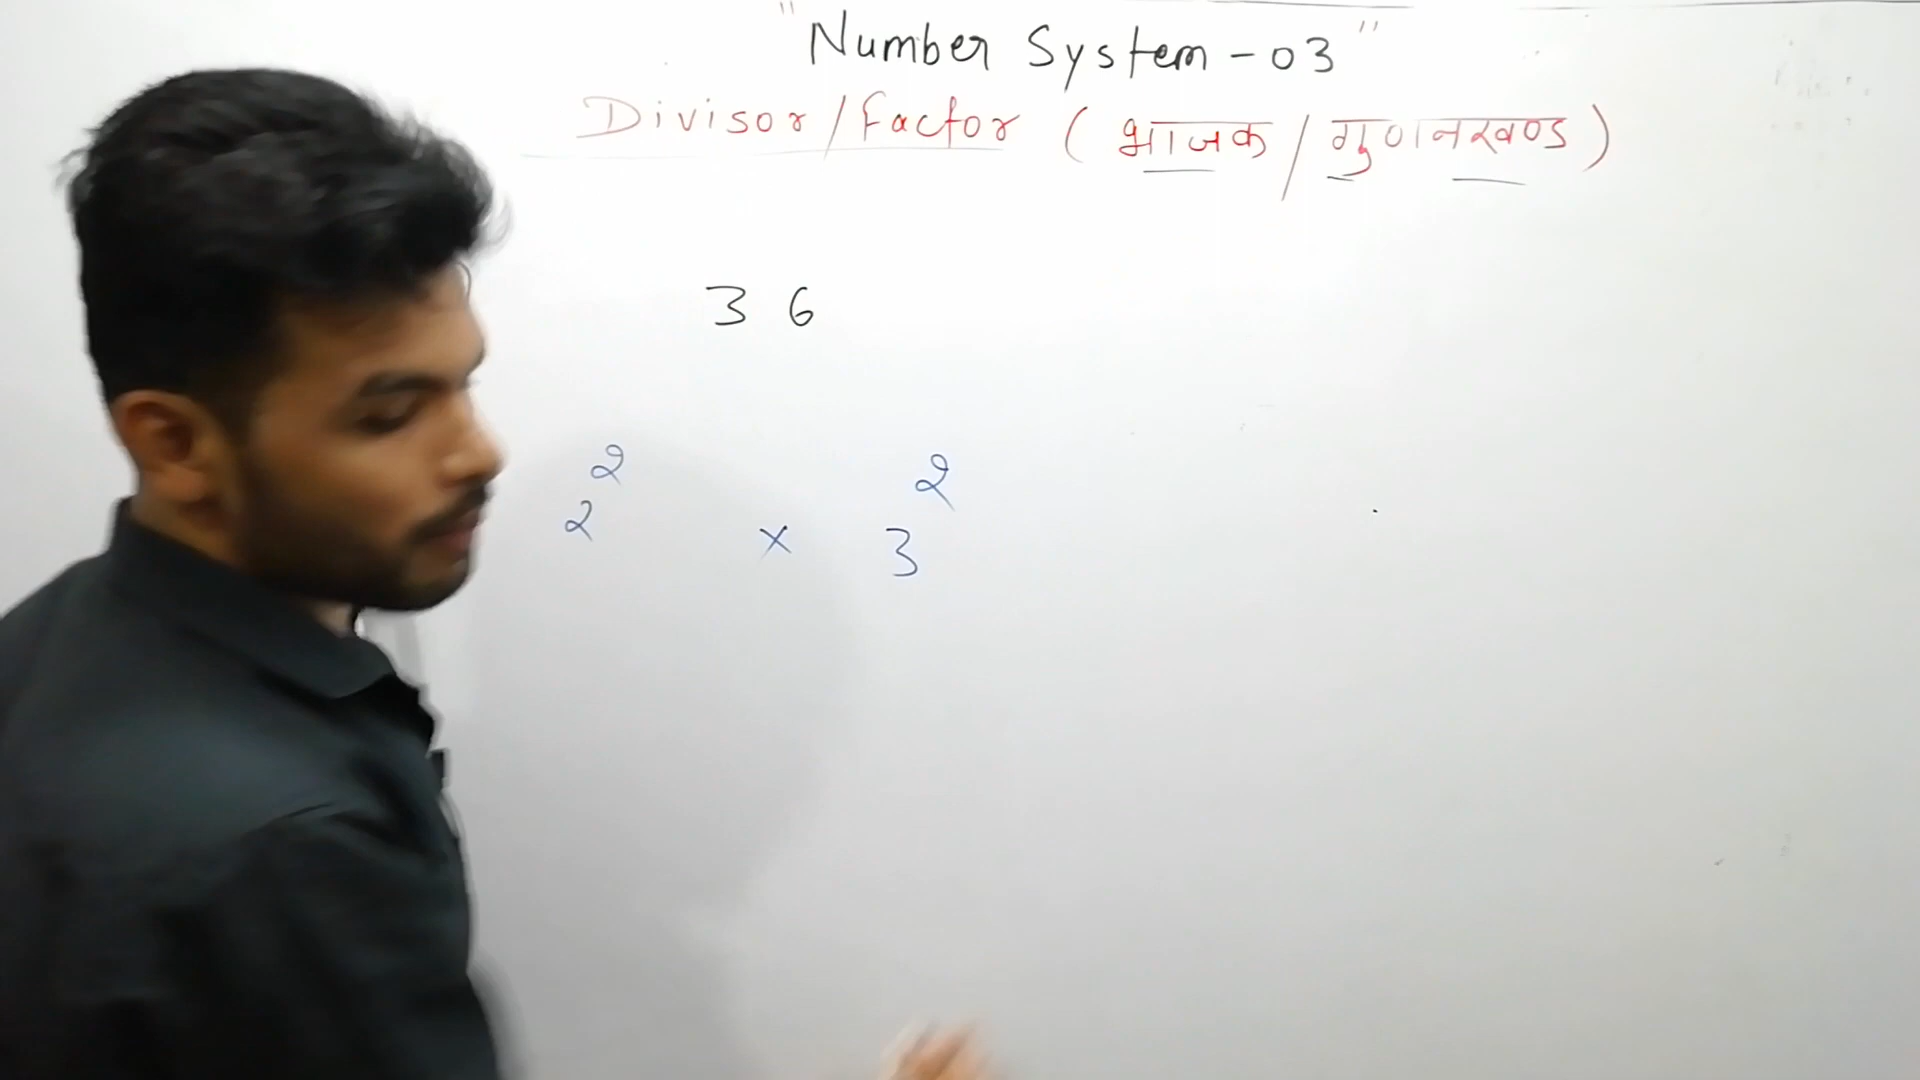 "Number System - 03"
Divisor/Factor (भाजक/गुणनखण्ड)
36
2² × 3²